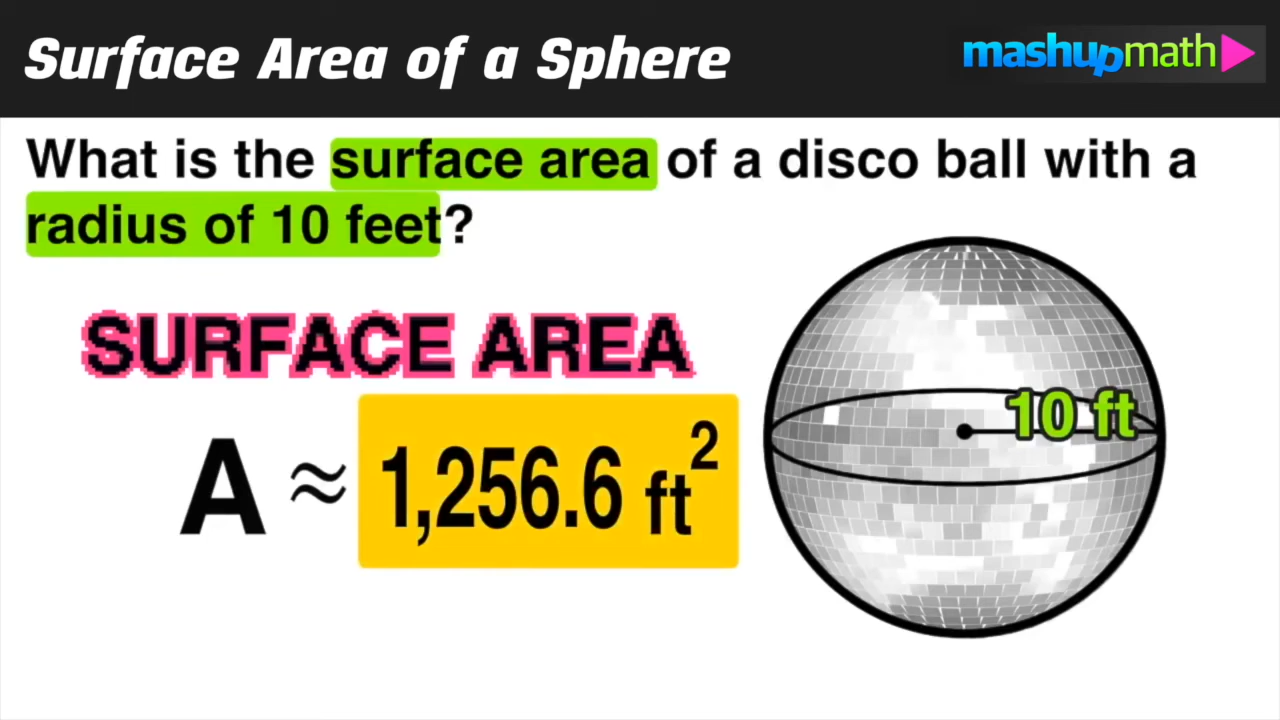 Surface Area of a Sphere
mashupmath
What is the surface area of a disco ball with a
radius of 10 feet?
SURFACE AREA
A ≈ 1,256.6 ft²
10 ft